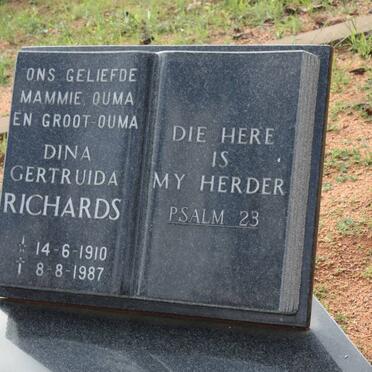 ONS GELIEFDE
MAMMIE OUMA
EN GROOT-OUMA
DINA
GERTRUIDA
RICHARDS
14-6-1910
8-8-1987
DIE HERE
IS
MY HERDER
PSALM 23